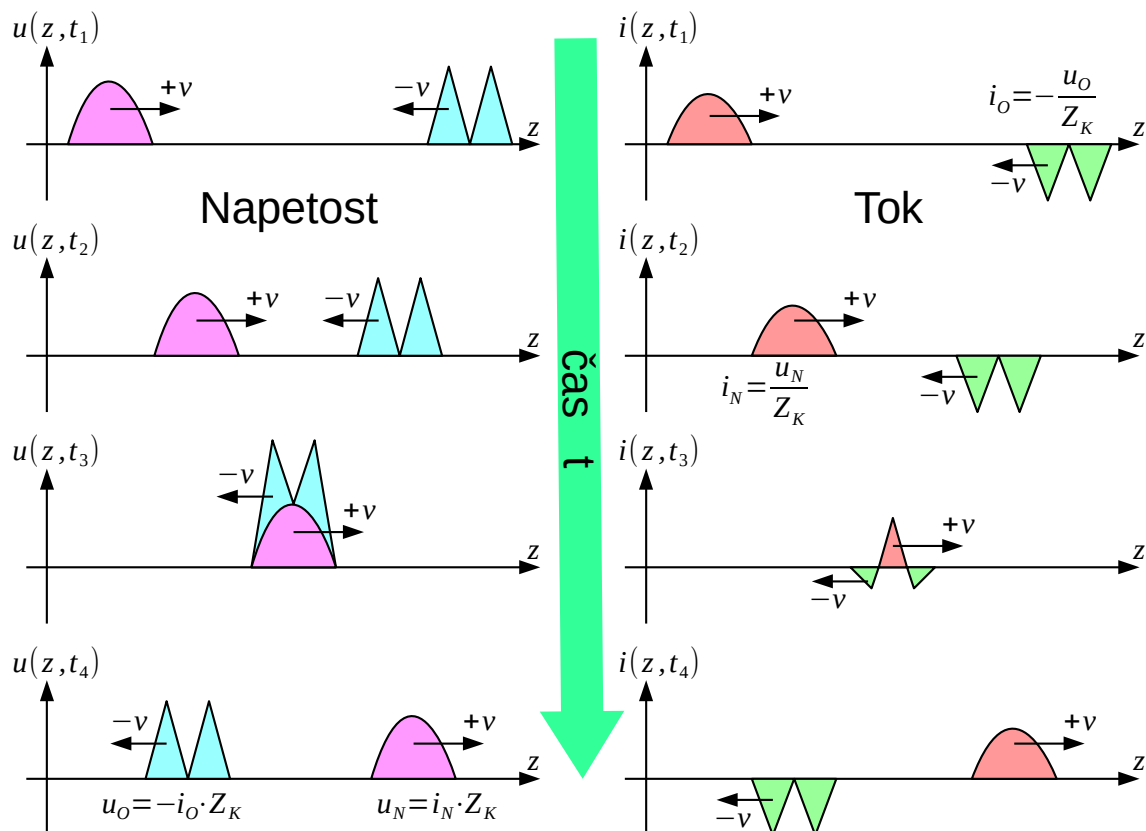 u(z,t₁)
+v
−v
z
Napetost
u(z,t₂)
+v
−v
z
u(z,t₃)
−v
+v
z
u(z,t₄)
−v
+v
z
u_O=−i_O·Z_K
u_N=i_N·Z_K
čas t
i(z,t₁)
+v
i_O=−u_O/Z_K
z
−v
Tok
i(z,t₂)
+v
z
i_N=u_N/Z_K
−v
i(z,t₃)
+v
z
−v
i(z,t₄)
+v
z
−v